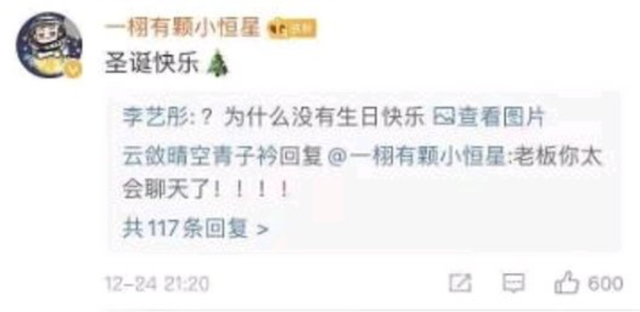 一栩有颗小恒星
圣诞快乐
李艺彤:？为什么没有生日快乐 查看图片
云敛晴空青子衿回复@一栩有颗小恒星:老板你太
会聊天了！！！！
共117条回复 >
12-24 21:20
600